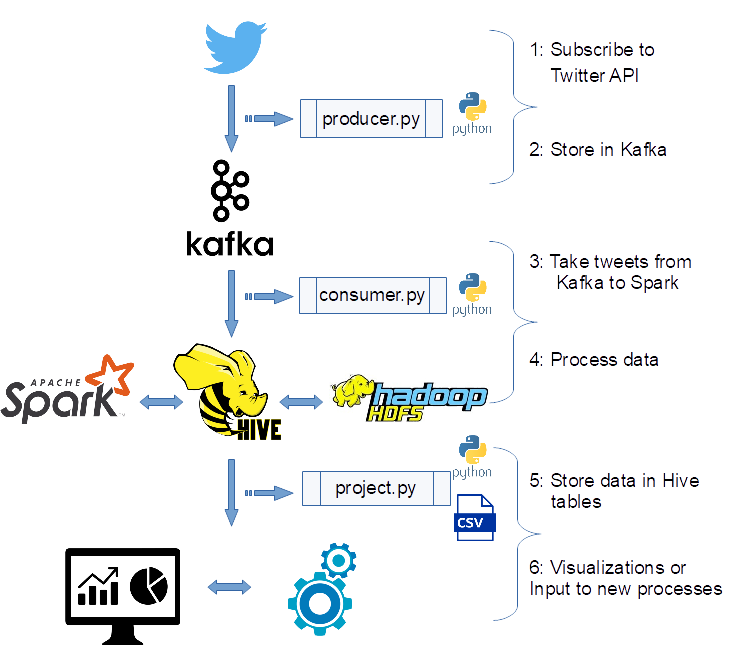 1: Subscribe to
Twitter API
producer.py
python
2: Store in Kafka
kafka
3: Take tweets from
Kafka to Spark
consumer.py
python
4: Process data
APACHE
Spark
TM
HIVE
hadoop
HDFS
python
project.py
5: Store data in Hive
tables
CSV
6: Visualizations or
Input to new processes